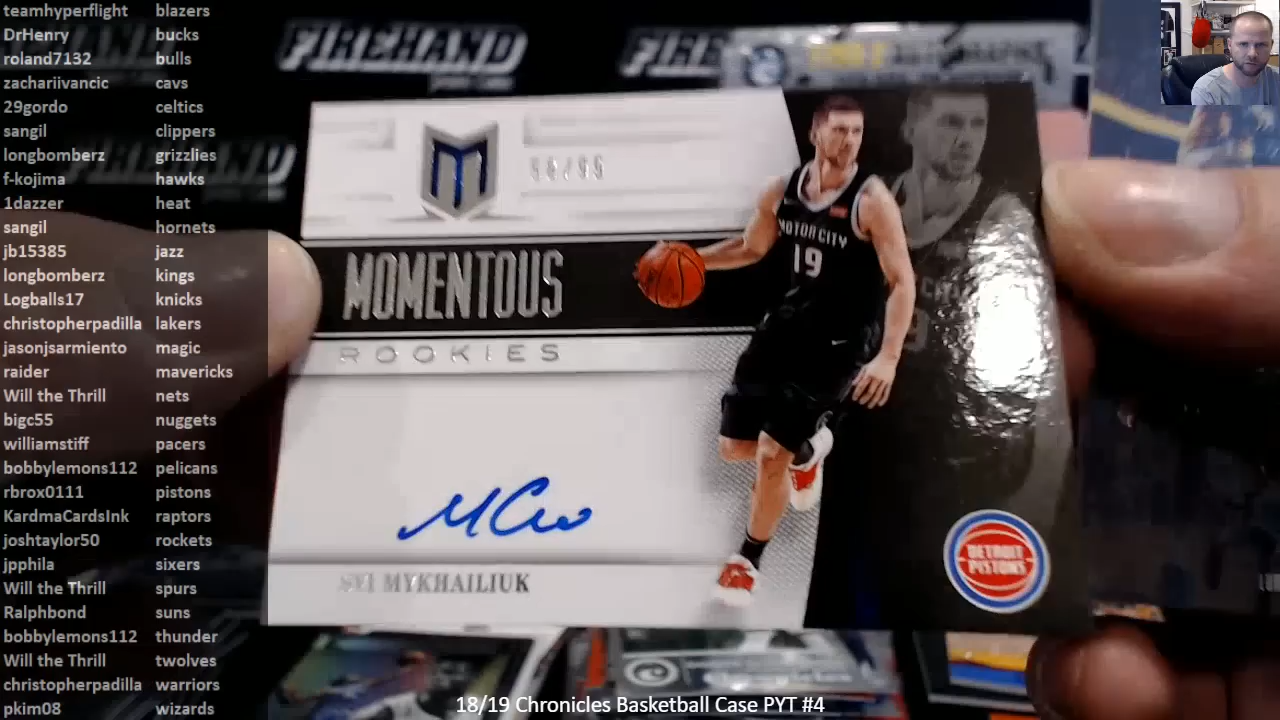 teamhyperflight blazers
DrHenry bucks
roland7132 bulls
zachariivancic cavs
29gordo celtics
sangil clippers
longbomberz grizzlies
f-kojima hawks
1dazzer heat
sangil hornets
jb15385 jazz
longbomberz kings
Logballs17 knicks
christopherpadilla lakers
jasonjsarmiento magic
raider mavericks
Will the Thrill nets
bigc55 nuggets
williamstiff pacers
bobbylemons112 pelicans
rbrox0111 pistons
KardmaCardsInk raptors
joshtaylor50 rockets
jpphila sixers
Will the Thrill spurs
Ralphbond suns
bobbylemons112 thunder
Will the Thrill twolves
christopherpadilla warriors
pkim08 wizards
FIREHAND
M
MOMENTOUS
ROOKIES
MOTOR CITY
19
SVI MYKHAILIUK
DETROIT
PISTONS
18/19 Chronicles Basketball Case PYT #4